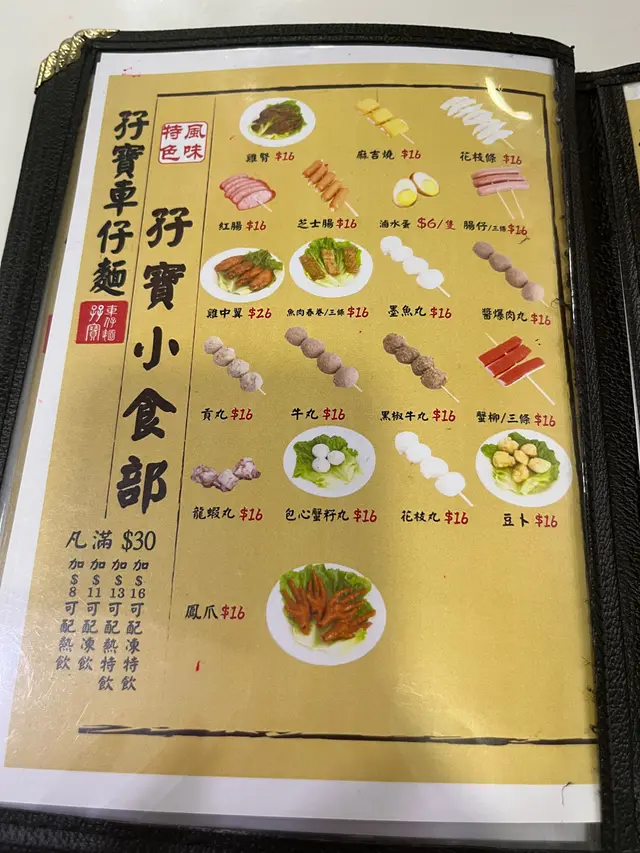 孖寶車仔麵
孖寶
車仔麵
風味
特色
孖寶小食部
雞腎 $16
麻吉燒 $16
花枝條 $16
紅腸 $16
芝士腸 $16
滷水蛋 $6/隻
腸仔/三條 $16
雞中翼 $26
魚肉春卷/三條 $16
墨魚丸 $16
醬爆肉丸 $16
貢丸 $16
牛丸 $16
黑椒牛丸 $16
蟹柳/三條 $16
龍蝦丸 $16
包心蟹籽丸 $16
花枝丸 $16
豆卜 $16
鳳爪 $16
凡滿 $30
加$16可配凍特飲
加$13可配熱特飲
加$11可配凍飲
加$8可配熱飲